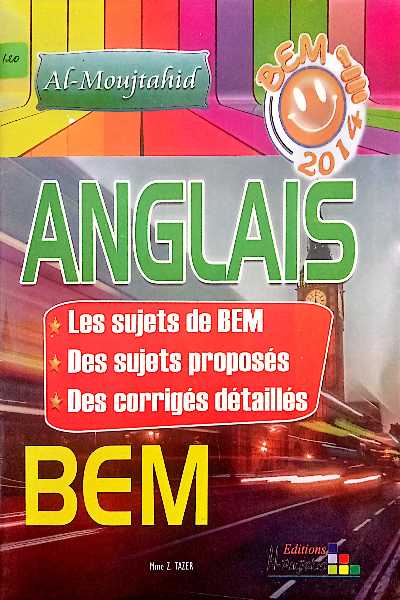 120
Al-Moujtahid
BEM
2014
ANGLAIS
Les sujets de BEM
Des sujets proposés
Des corrigés détaillés
BEM
Mme Z. TAZER
Editions